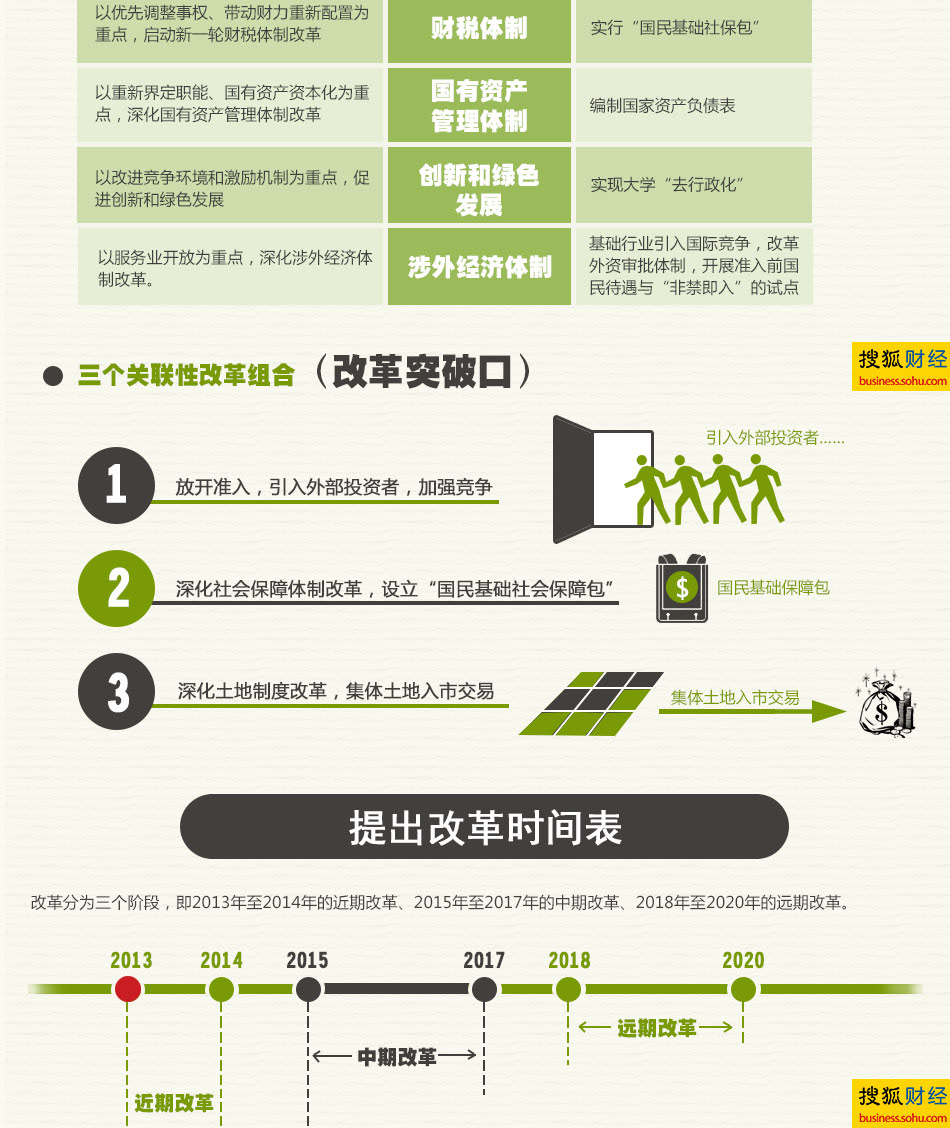 以优先调整事权、带动财力重新配置为
重点，启动新一轮财税体制改革
财税体制
实行“国民基础社保包”
以重新界定职能、国有资产资本化为重
点，深化国有资产管理体制改革
国有资产
管理体制
编制国家资产负债表
以改进竞争环境和激励机制为重点，促
进创新和绿色发展
创新和绿色
发展
实现大学“去行政化”
以服务业开放为重点，深化涉外经济体
制改革。
涉外经济体制
基础行业引入国际竞争，改革
外资审批体制，开展准入前国
民待遇与“非禁即入”的试点
三个关联性改革组合（改革突破口）
搜狐财经
business.sohu.com
引入外部投资者......
1
放开准入，引入外部投资者，加强竞争
2
深化社会保障体制改革，设立“国民基础社会保障包”
$
国民基础保障包
3
深化土地制度改革，集体土地入市交易
集体土地入市交易
$
提出改革时间表
改革分为三个阶段，即2013年至2014年的近期改革、2015年至2017年的中期改革、2018年至2020年的远期改革。
2013 2014 2015 2017 2018 2020
远期改革
中期改革
近期改革
搜狐财经
business.sohu.com